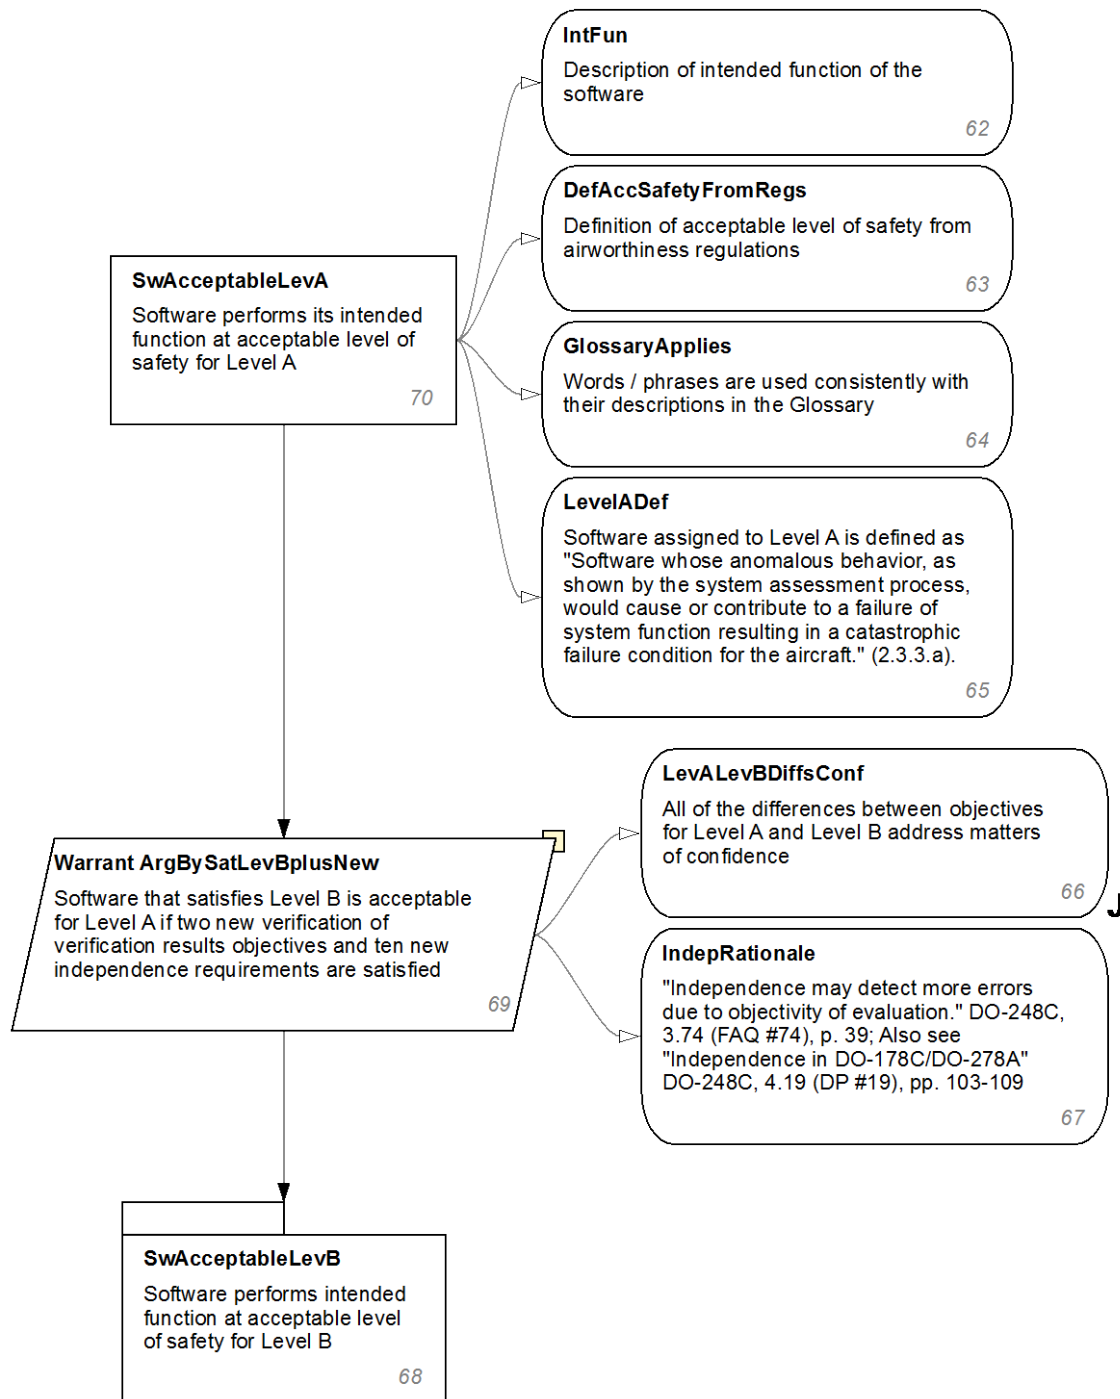 IntFun
Description of intended function of the
software
62
DefAccSafetyFromRegs
Definition of acceptable level of safety from
airworthiness regulations
63
SwAcceptableLevA
Software performs its intended
function at acceptable level of
safety for Level A
70
GlossaryApplies
Words / phrases are used consistently with
their descriptions in the Glossary
64
LevelADef
Software assigned to Level A is defined as
"Software whose anomalous behavior, as
shown by the system assessment process,
would cause or contribute to a failure of
system function resulting in a catastrophic
failure condition for the aircraft." (2.3.3.a).
65
LevALevBDiffsConf
All of the differences between objectives
for Level A and Level B address matters
of confidence
66
J
Warrant ArgBySatLevBplusNew
Software that satisfies Level B is acceptable
for Level A if two new verification of
verification results objectives and ten new
independence requirements are satisfied
69
IndepRationale
"Independence may detect more errors
due to objectivity of evaluation." DO-248C,
3.74 (FAQ #74), p. 39; Also see
"Independence in DO-178C/DO-278A"
DO-248C, 4.19 (DP #19), pp. 103-109
67
SwAcceptableLevB
Software performs intended
function at acceptable level
of safety for Level B
68